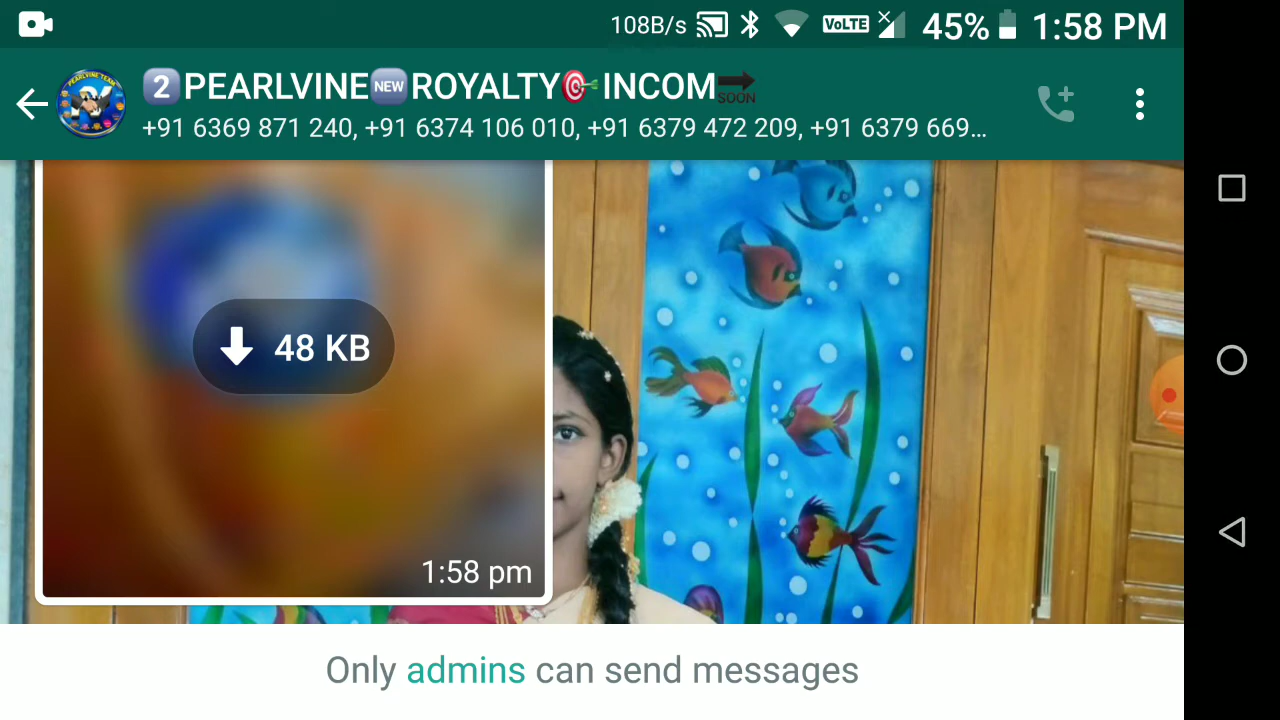 108B/s VoLTE 45% 1:58 PM
2 PEARLVINE NEW ROYALTY INCOM SOON
+91 6369 871 240, +91 6374 106 010, +91 6379 472 209, +91 6379 669...
48 KB
1:58 pm
Only admins can send messages